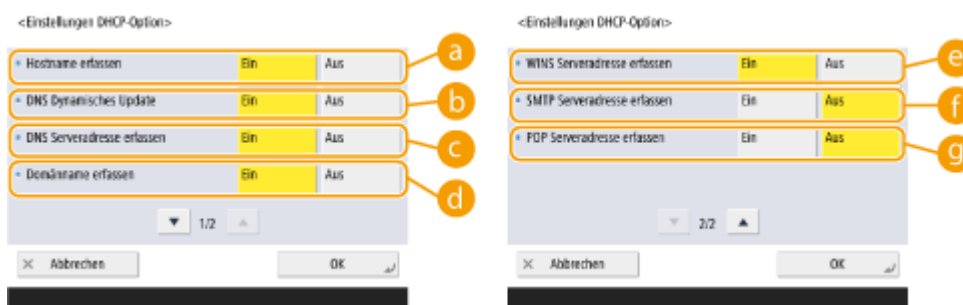 <Einstellungen DHCP-Option>
Hostname erfassen Ein Aus a
DNS Dynamisches Update Ein Aus b
DNS Serveradresse erfassen Ein Aus c
Domänname erfassen Ein Aus d
1/2
Abbrechen OK
<Einstellungen DHCP-Option>
WINS Serveradresse erfassen Ein Aus e
SMTP Serveradresse erfassen Ein Aus f
POP Serveradresse erfassen Ein Aus g
2/2
Abbrechen OK